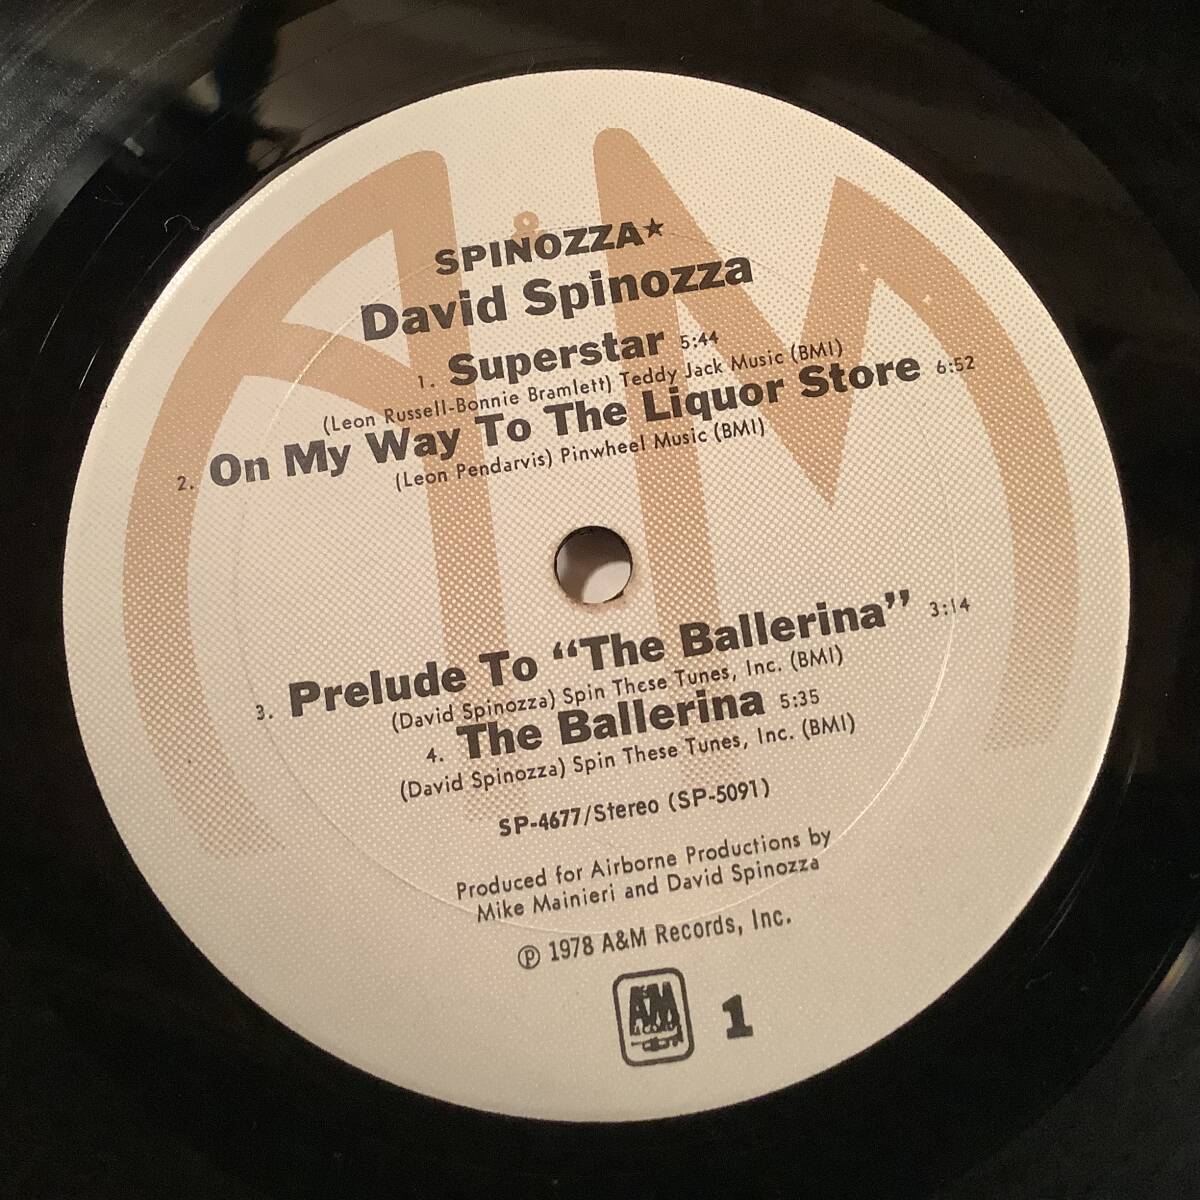 A&M
SPINOZZA★
David Spinozza
1. Superstar 5:44
(Leon Russell-Bonnie Bramlett) Teddy Jack Music (BMI)
2. On My Way To The Liquor Store 6:52
(Leon Pendarvis) Pinwheel Music (BMI)
3. Prelude To “The Ballerina” 3:14
(David Spinozza) Spin These Tunes, Inc. (BMI)
4. The Ballerina 5:35
(David Spinozza) Spin These Tunes, Inc. (BMI)
SP-4677/Stereo (SP-5091)
Produced for Airborne Productions by
Mike Mainieri and David Spinozza
℗ 1978 A&M Records, Inc.
A&M
RECORDS
1